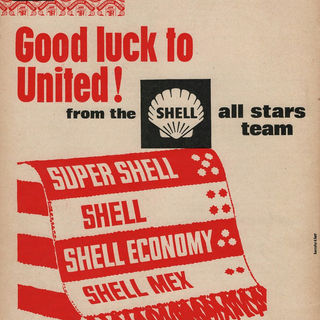 Good luck to
United!
from the SHELL all stars
team
SUPER SHELL
SHELL
SHELL ECONOMY
SHELL MEX